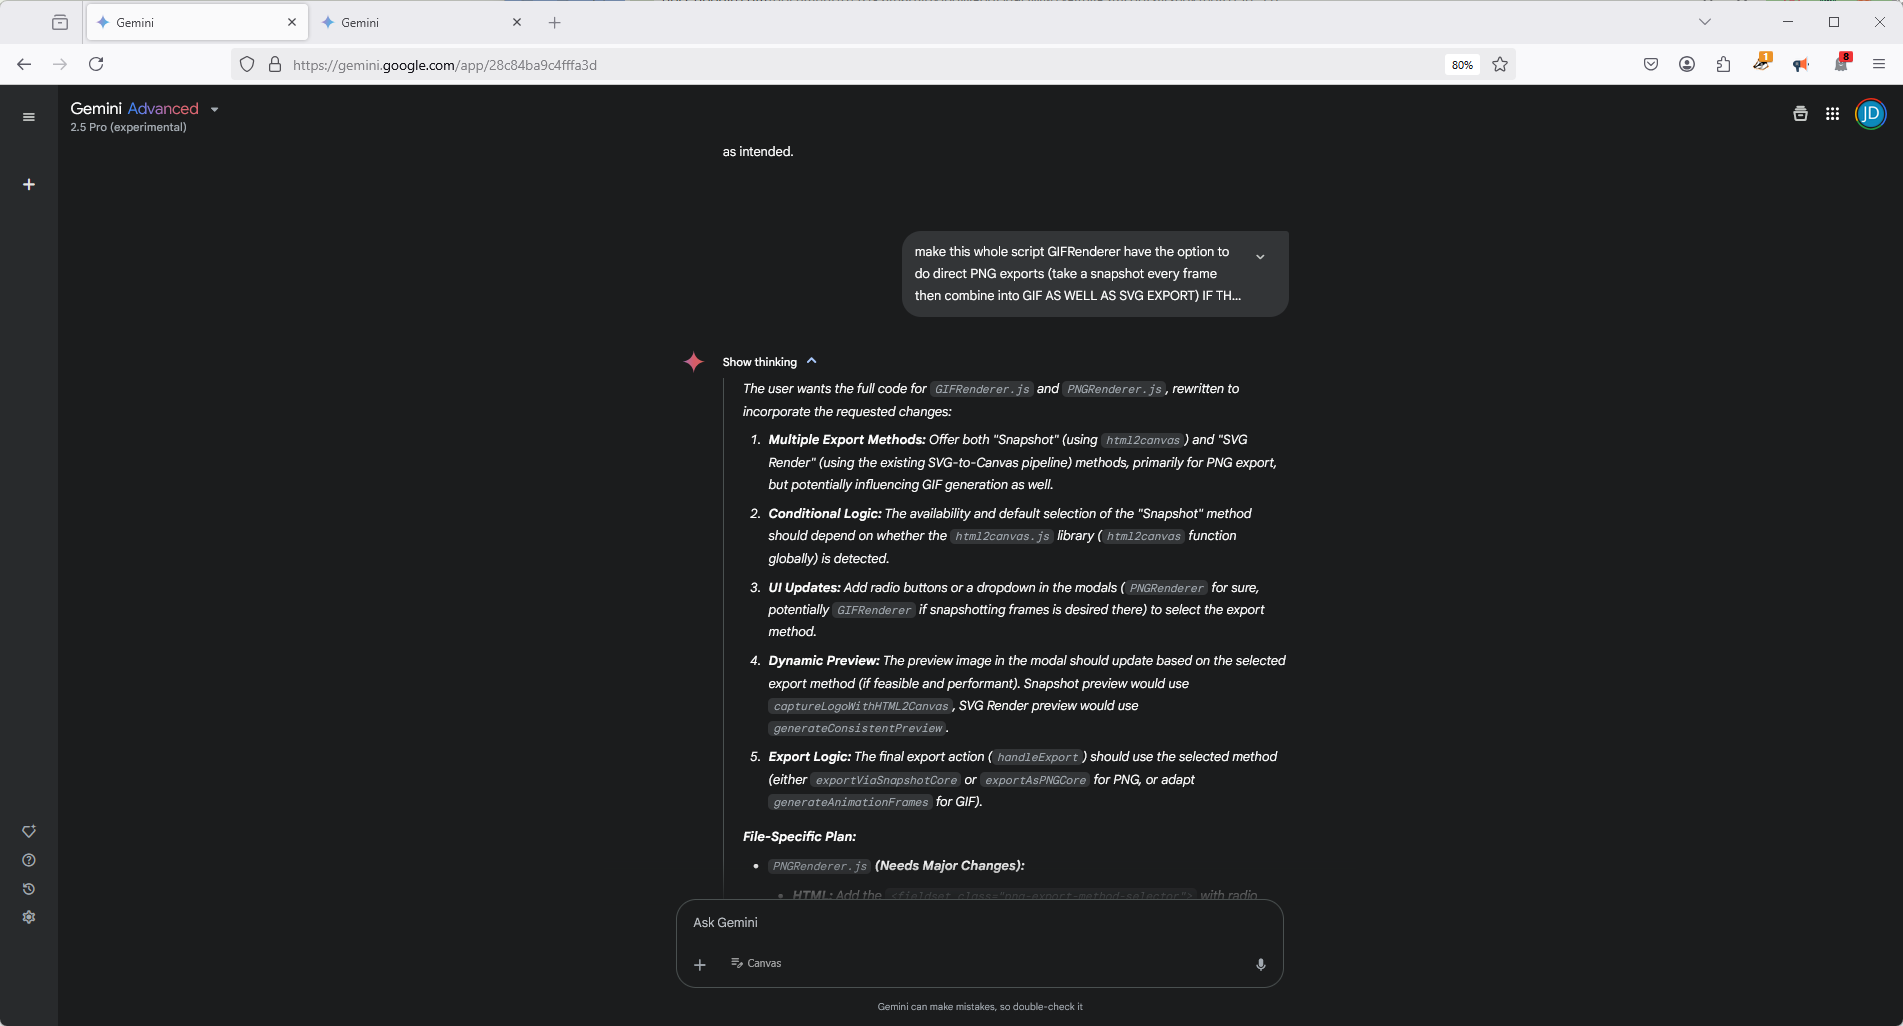 Gemini
Gemini
https://gemini.google.com/app/28c84ba9c4fffa3d
80%
1
8
Gemini Advanced
2.5 Pro (experimental)
JD
as intended.
make this whole script GIFRenderer have the option to
do direct PNG exports (take a snapshot every frame
then combine into GIF AS WELL AS SVG EXPORT) IF TH...
Show thinking
The user wants the full code for GIFRenderer.js and PNGRenderer.js, rewritten to
incorporate the requested changes:
1. Multiple Export Methods: Offer both "Snapshot" (using html2canvas) and "SVG
Render" (using the existing SVG-to-Canvas pipeline) methods, primarily for PNG export,
but potentially influencing GIF generation as well.
2. Conditional Logic: The availability and default selection of the "Snapshot" method
should depend on whether the html2canvas.js library (html2canvas function
globally) is detected.
3. UI Updates: Add radio buttons or a dropdown in the modals (PNGRenderer for sure,
potentially GIFRenderer if snapshotting frames is desired there) to select the export
method.
4. Dynamic Preview: The preview image in the modal should update based on the selected
export method (if feasible and performant). Snapshot preview would use
captureLogoWithHTML2Canvas, SVG Render preview would use
generateConsistentPreview.
5. Export Logic: The final export action (handleExport) should use the selected method
(either exportViaSnapshotCore or exportAsPNGCore for PNG, or adapt
generateAnimationFrames for GIF).
File-Specific Plan:
• PNGRenderer.js (Needs Major Changes):
• HTML: Add the <fieldset class="png-export-method-selector"> with radio
Ask Gemini
Canvas
Gemini can make mistakes, so double-check it